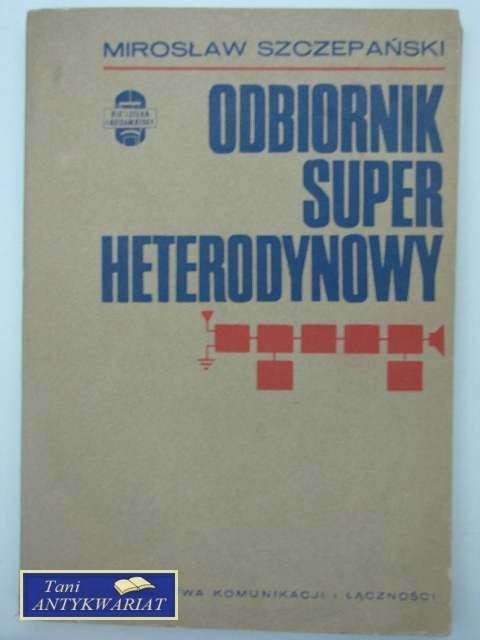 MIROSŁAW SZCZEPAŃSKI
ODBIORNIK
SUPER
HETERODYNOWY
WA KOMUNIKACJI i ŁĄCZNOŚCI
Tani
ANTYKWARIAT